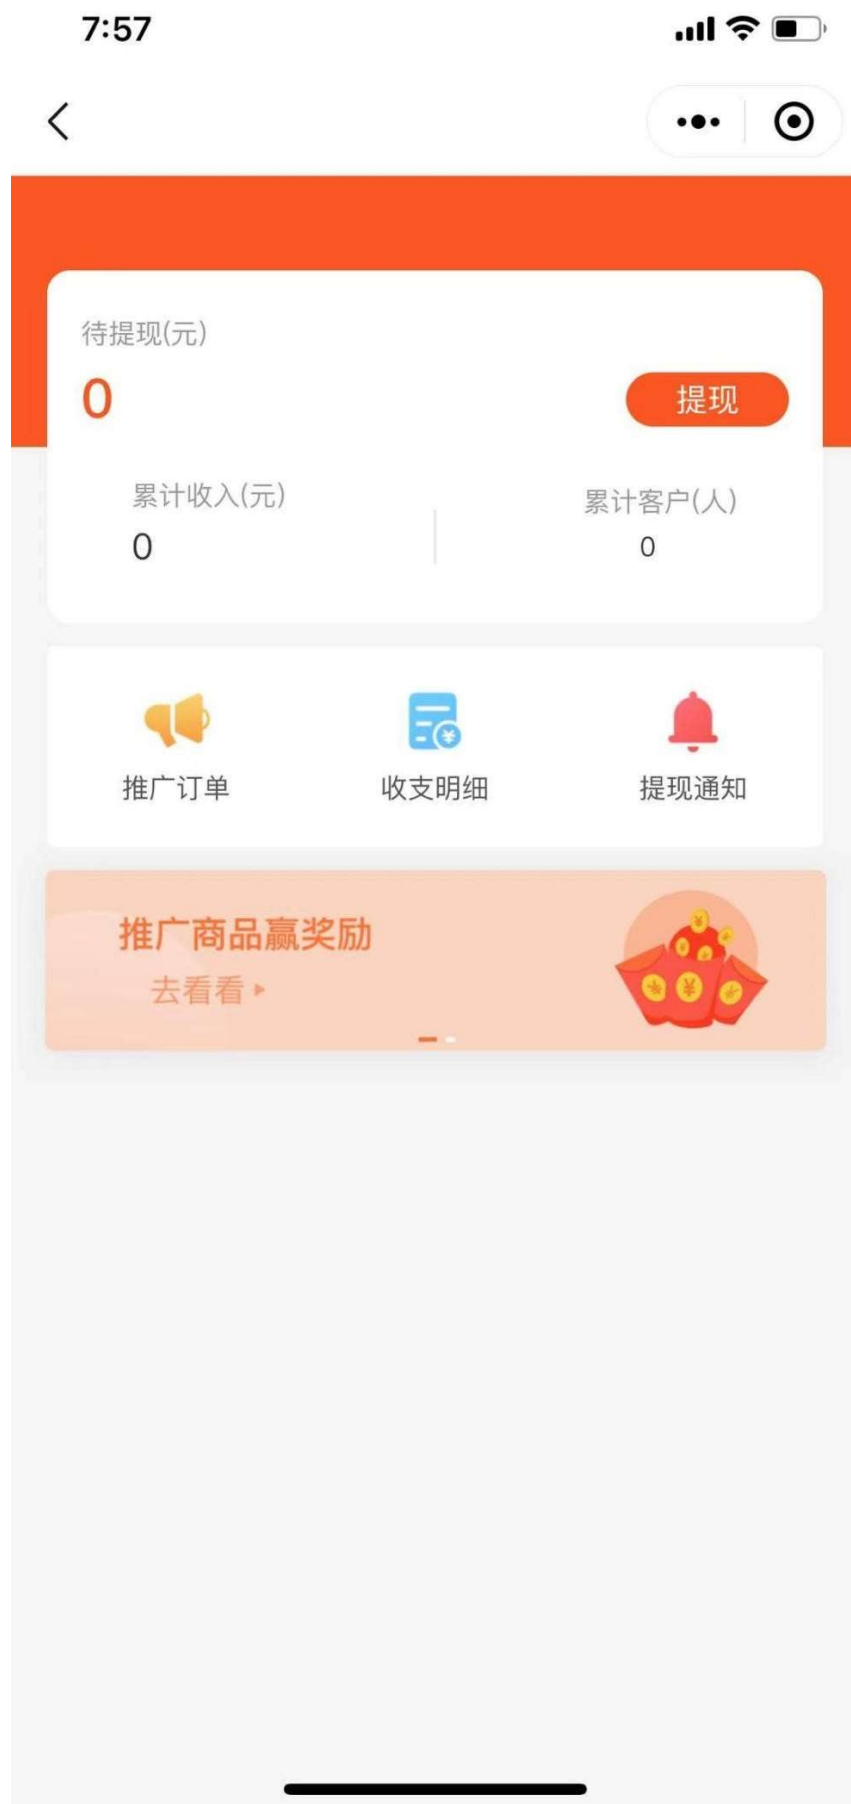 7:57
待提现(元)
0
提现
累计收入(元)
累计客户(人)
0
0
推广订单
收支明细
提现通知
推广商品赢奖励
去看看